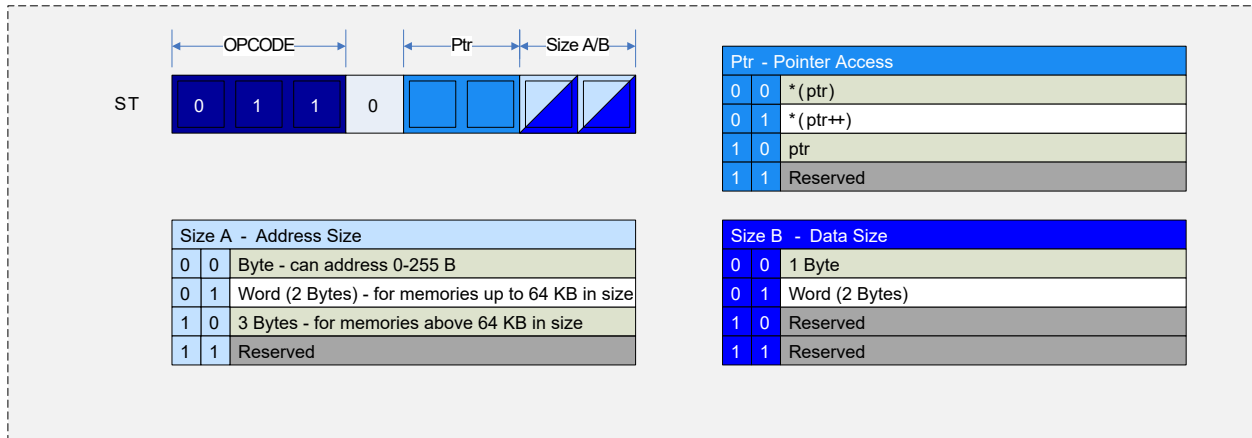 OPCODE Ptr Size A/B
ST 0 1 1 0
Ptr - Pointer Access
0 0 *(ptr)
0 1 *(ptr++)
1 0 ptr
1 1 Reserved
Size A - Address Size
0 0 Byte - can address 0-255 B
0 1 Word (2 Bytes) - for memories up to 64 KB in size
1 0 3 Bytes - for memories above 64 KB in size
1 1 Reserved
Size B - Data Size
0 0 1 Byte
0 1 Word (2 Bytes)
1 0 Reserved
1 1 Reserved